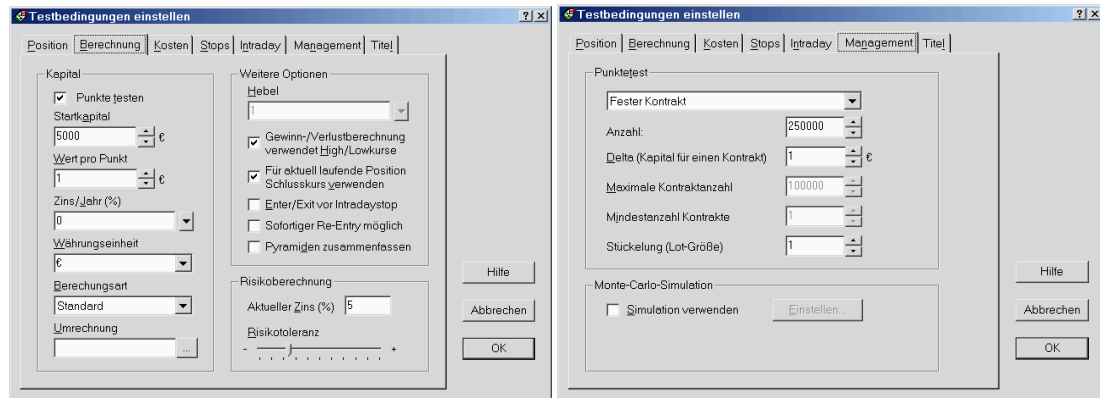 Testbedingungen einstellen
Position Berechnung Kosten Stops Intraday Management Titel
Kapital
Punkte testen
Startkapital
5000 €
Wert pro Punkt
1 €
Zins/Jahr (%)
0
Währungseinheit
€
Berechungsart
Standard
Umrechnung
...
Weitere Optionen
Hebel
1
Gewinn-/Verlustberechnung
verwendet High/Lowkurse
Für aktuell laufende Position
Schlusskurs verwenden
Enter/Exit vor Intradaystop
Sofortiger Re-Entry möglich
Pyramiden zusammenfassen
Risikoberechnung
Aktueller Zins (%) 5
Risikotoleranz
- +
Hilfe
Abbrechen
OK
Testbedingungen einstellen
Position Berechnung Kosten Stops Intraday Management Titel
Punktetest
Fester Kontrakt
Anzahl: 250000
Delta (Kapital für einen Kontrakt) 1 €
Maximale Kontraktanzahl 100000
Mindestanzahl Kontrakte 1
Stückelung (Lot-Größe) 1
Monte-Carlo-Simulation
Simulation verwenden Einstellen...
Hilfe
Abbrechen
OK